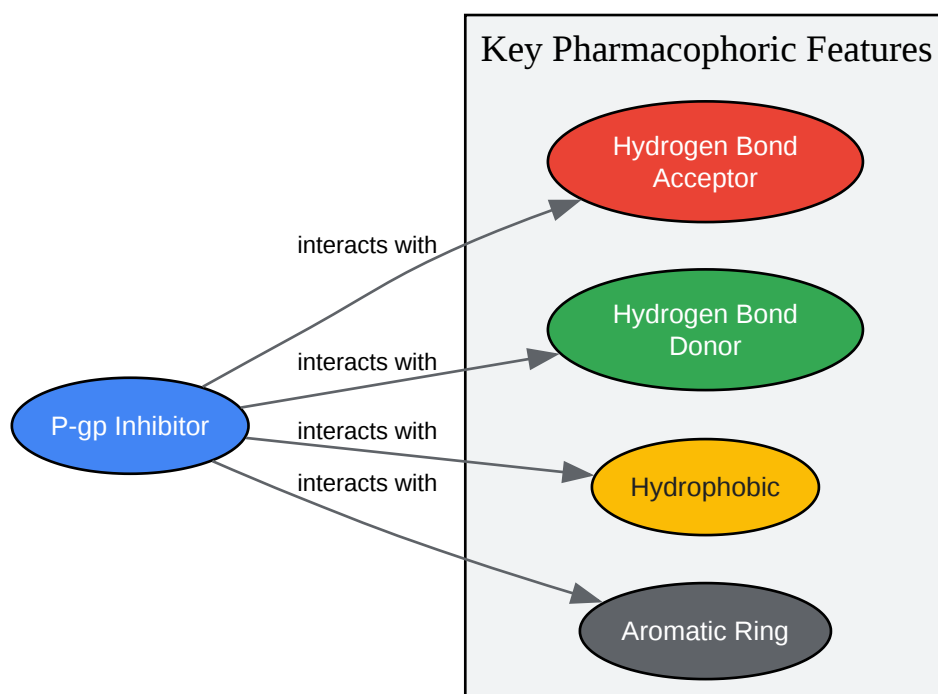 Key Pharmacophoric Features
Hydrogen Bond
Acceptor
interacts with
Hydrogen Bond
Donor
interacts with
P-gp Inhibitor
interacts with
Hydrophobic
interacts with
Aromatic Ring